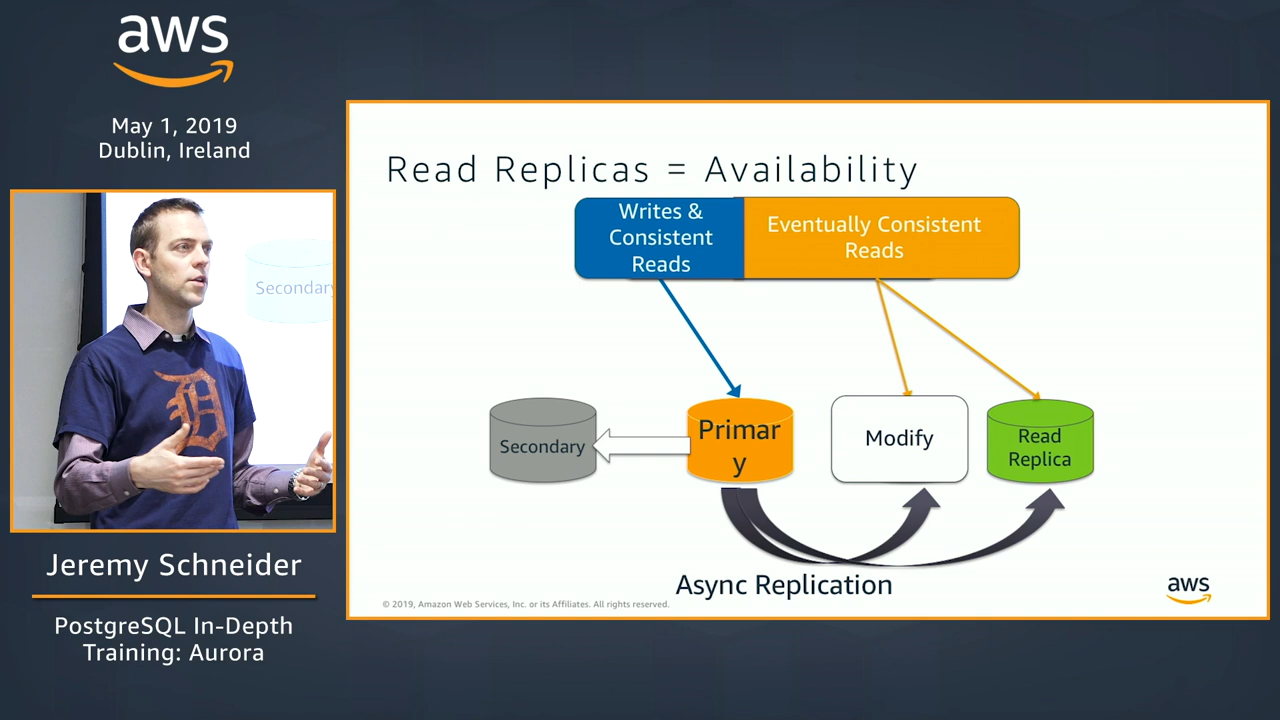 aws
May 1, 2019
Dublin, Ireland
Secondary
Jeremy Schneider
PostgreSQL In-Depth
Training: Aurora
Read Replicas = Availability
Writes &
Consistent
Reads
Eventually Consistent
Reads
Secondary
Primar
y
Modify
Read
Replica
Async Replication
© 2019, Amazon Web Services, Inc. or its Affiliates. All rights reserved.
aws